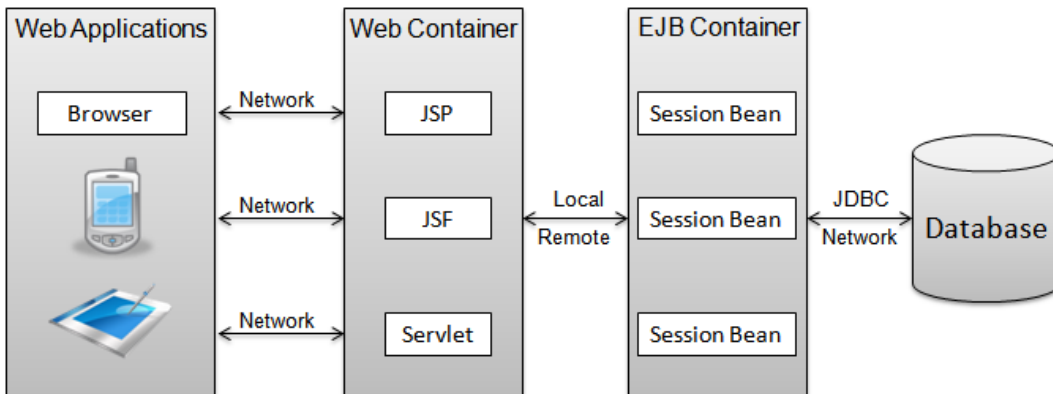 Web Applications
Web Container
EJB Container
Browser
Network
JSP
Session Bean
Network
JSF
Local
Remote
Session Bean
JDBC
Network
Database
Network
Servlet
Session Bean